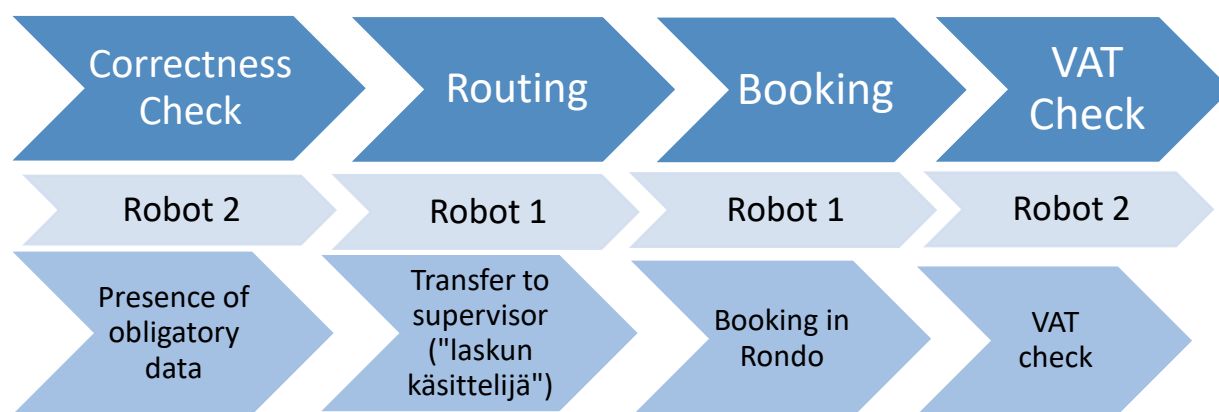 Correctness
Check
Routing
Booking
VAT
Check
Robot 2
Robot 1
Robot 1
Robot 2
Presence of
obligatory
data
Transfer to
supervisor
("laskun
käsittelijä")
Booking in
Rondo
VAT
check